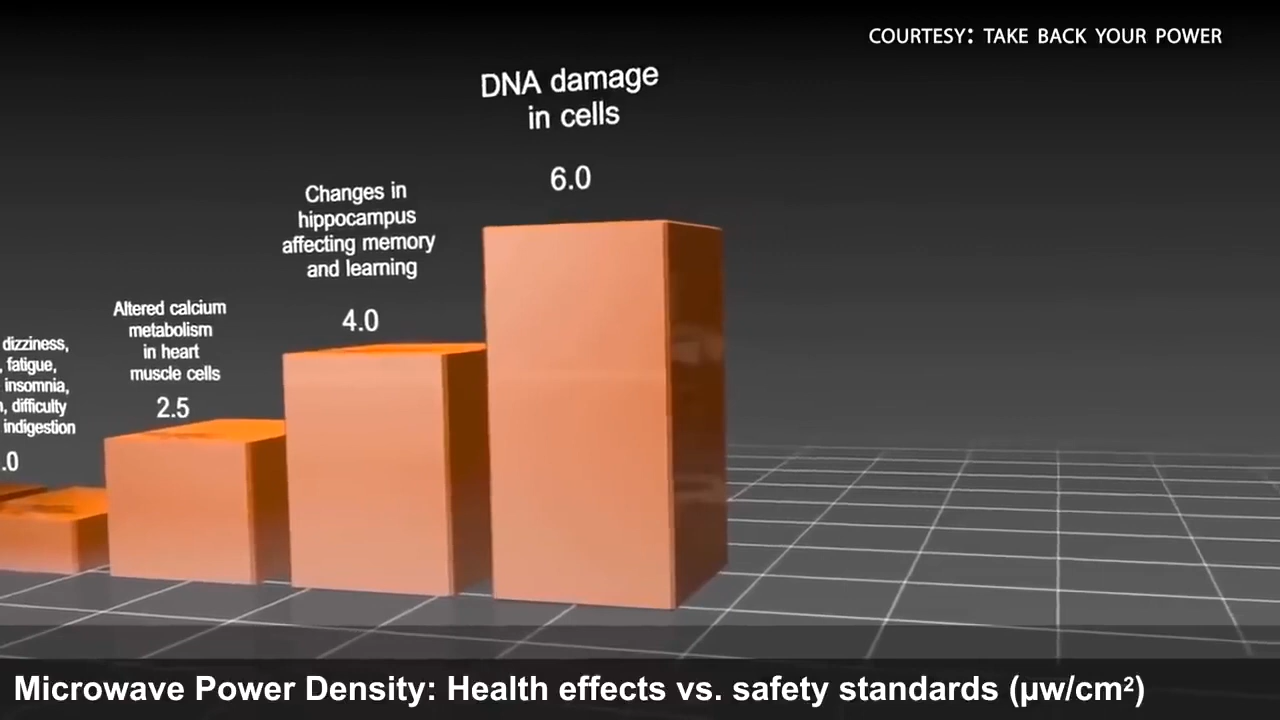 COURTESY: TAKE BACK YOUR POWER
DNA damage
in cells
6.0
Changes in
hippocampus
affecting memory
and learning
4.0
Altered calcium
metabolism
in heart
muscle cells
2.5
dizziness,
, fatigue,
insomnia,
, difficulty
indigestion
.0
Microwave Power Density: Health effects vs. safety standards (µw/cm²)